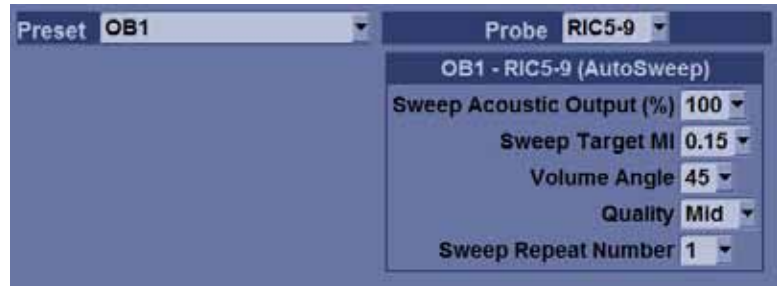 Preset OB1 Probe RIC5-9
OB1 - RIC5-9 (AutoSweep)
Sweep Acoustic Output (%) 100
Sweep Target MI 0.15
Volume Angle 45
Quality Mid
Sweep Repeat Number 1